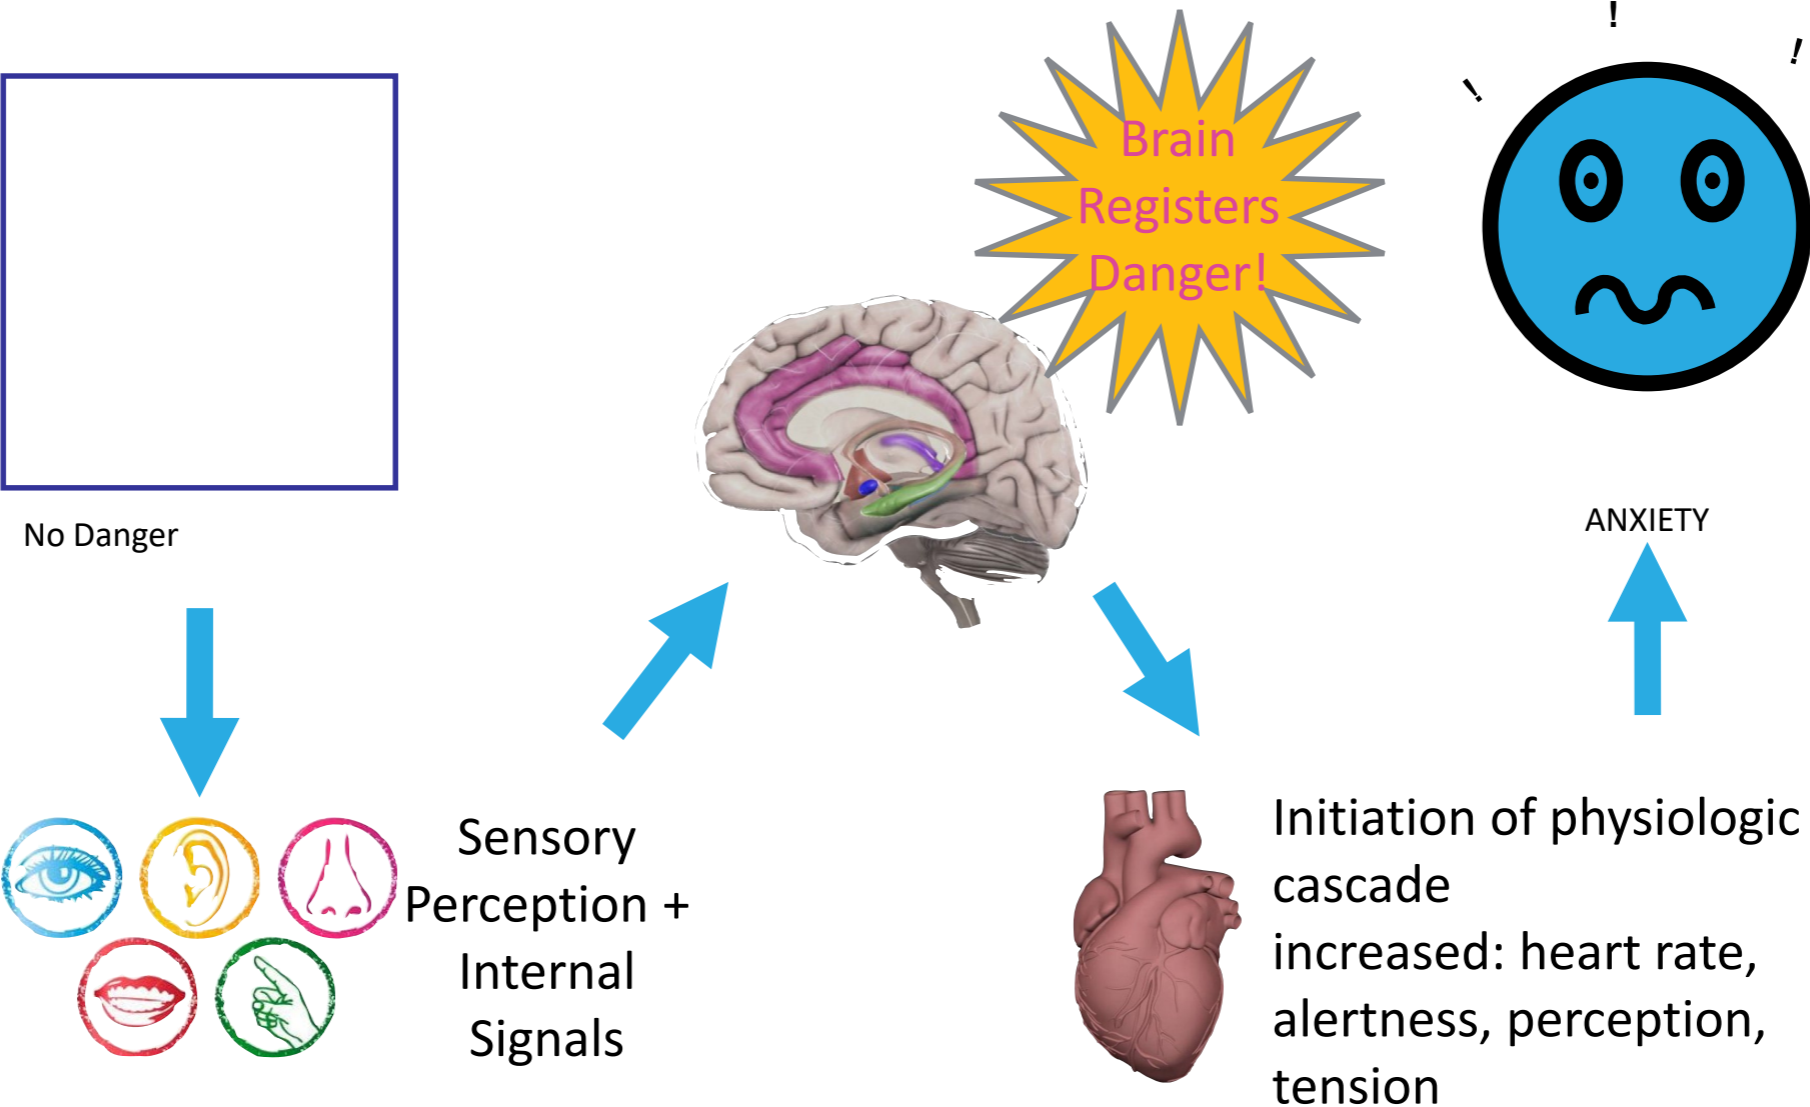 No Danger
Sensory
Perception +
Internal
Signals
Brain
Registers
Danger!
Initiation of physiologic
cascade
increased: heart rate,
alertness, perception,
tension
!
!
!
ANXIETY